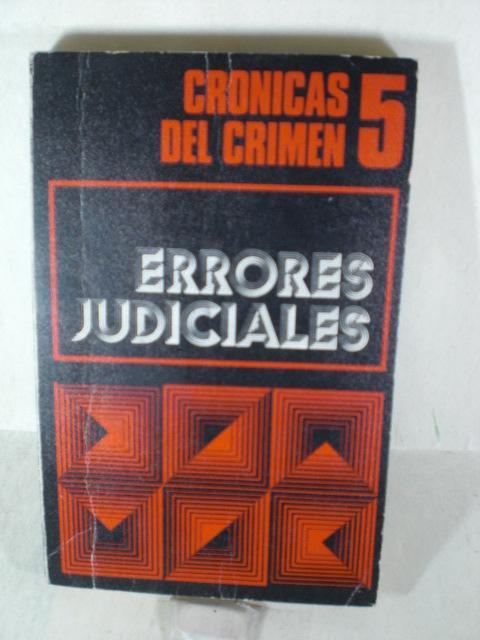 CRONICAS 5
DEL CRIMEN
ERRORES
JUDICIALES